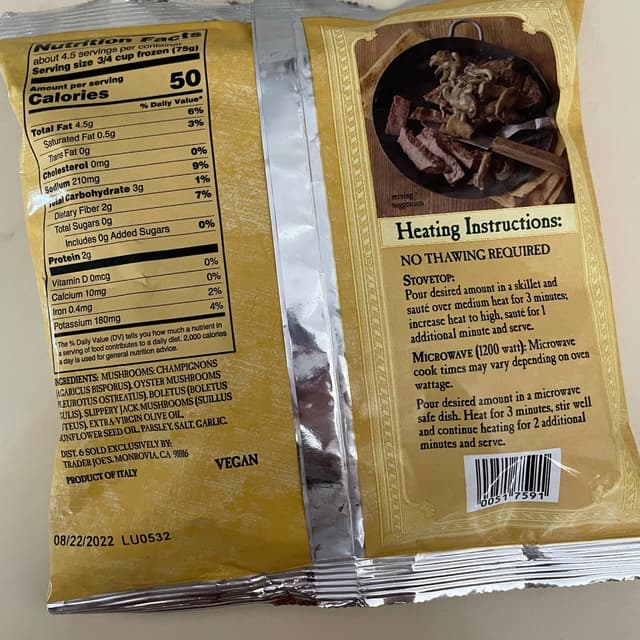 Nutrition Facts
about 4.5 servings per container
Serving size 3/4 cup frozen (75g)
Amount per serving
Calories 50
% Daily Value*
Total Fat 4.5g 6%
Saturated Fat 0.5g 3%
Trans Fat 0g
Cholesterol 0mg 0%
Sodium 210mg 9%
Total Carbohydrate 3g 1%
Dietary Fiber 2g 7%
Total Sugars 0g
Includes 0g Added Sugars 0%
Protein 2g
Vitamin D 0mcg 0%
Calcium 10mg 0%
Iron 0.4mg 2%
Potassium 180mg 4%
*The % Daily Value (DV) tells you how much a nutrient in
a serving of food contributes to a daily diet. 2,000 calories
a day is used for general nutrition advice.
INGREDIENTS: MUSHROOMS: CHAMPIGNONS
AGARICUS BISPORUS), OYSTER MUSHROOMS
LEUROTUS OSTREATUS), BOLETUS (BOLETUS
ULIS), SLIPPERY JACK MUSHROOMS (SUILLUS
UTEUS), EXTRA-VIRGIN OLIVE OIL,
UNFLOWER SEED OIL, PARSLEY, SALT, GARLIC.
DIST. & SOLD EXCLUSIVELY BY:
TRADER JOE'S, MONROVIA, CA 91016
PRODUCT OF ITALY
VEGAN
08/22/2022 LU0532
serving
suggestion
Heating Instructions:
NO THAWING REQUIRED
STOVETOP:
Pour desired amount in a skillet and
sauté over medium heat for 3 minutes;
increase heat to high, sauté for 1
additional minute and serve.
MICROWAVE (1200 watt): Microwave
cook times may vary depending on oven
wattage.
Pour desired amount in a microwave
safe dish. Heat for 3 minutes, stir well
and continue heating for 2 additional
minutes and serve.
0051 7591